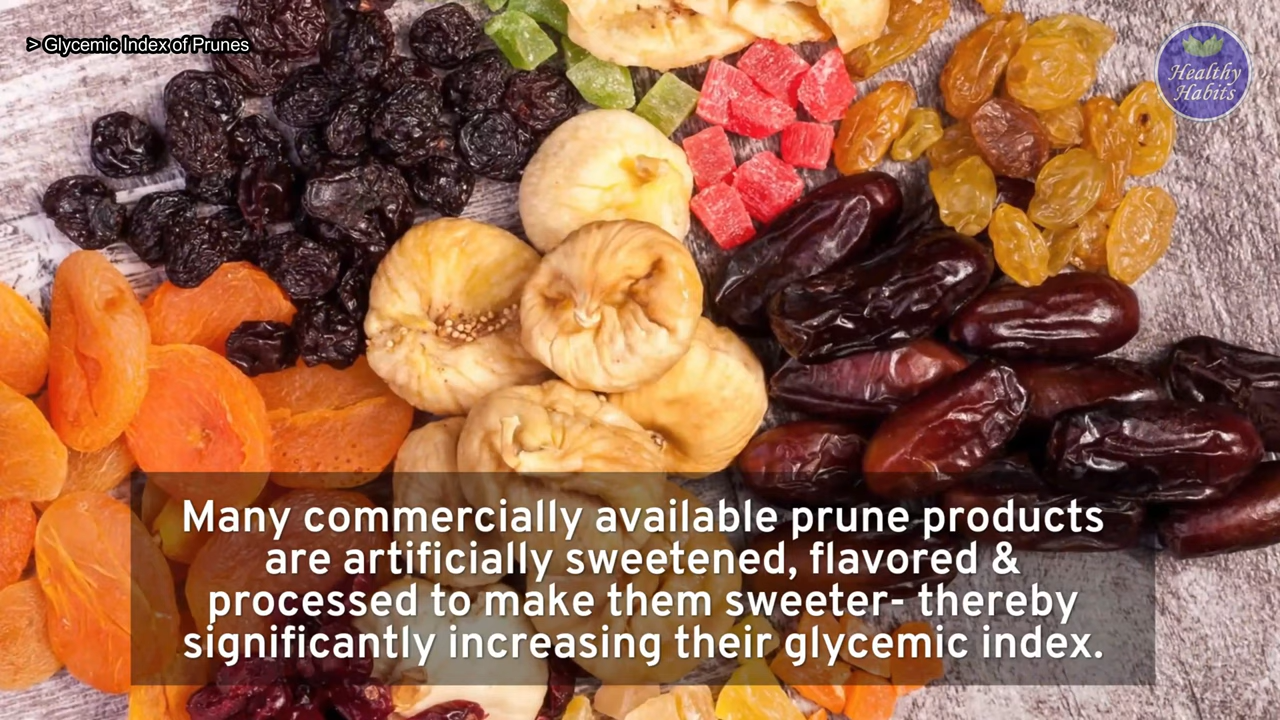 > Glycemic Index of Prunes
Healthy
Habits
Many commercially available prune products
are artificially sweetened, flavored &
processed to make them sweeter- thereby
significantly increasing their glycemic index.